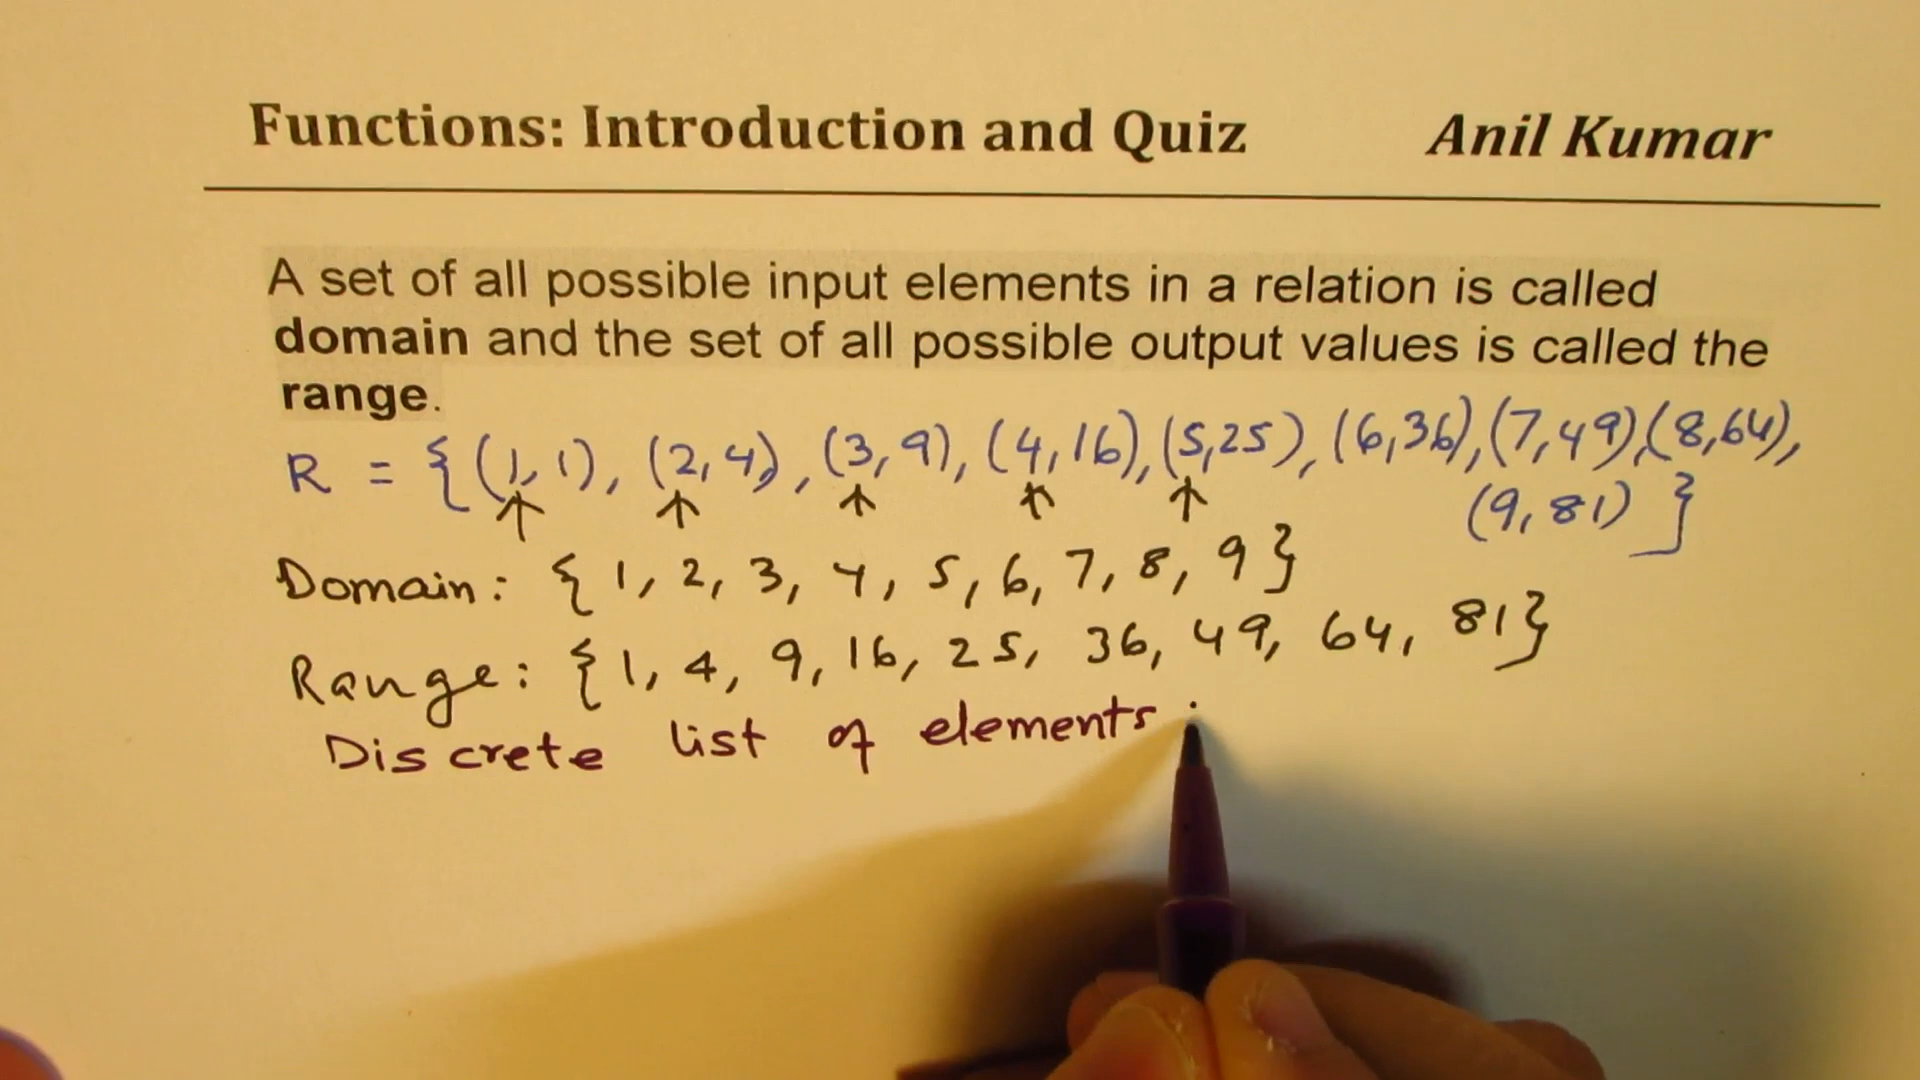 Functions: Introduction and Quiz Anil Kumar
A set of all possible input elements in a relation is called
domain and the set of all possible output values is called the
range.
R = {(1,1), (2,4), (3,9), (4,16), (5,25), (6,36), (7,49), (8,64),
(9,81)}
Domain: {1, 2, 3, 4, 5, 6, 7, 8, 9}
Range: {1, 4, 9, 16, 25, 36, 49, 64, 81}
Discrete list of elements :